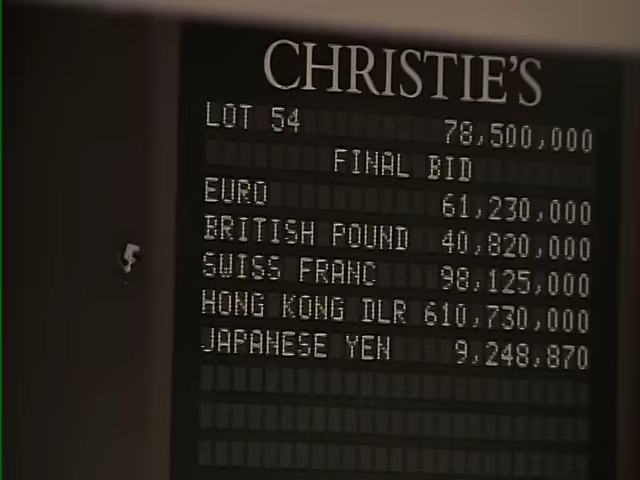 CHRISTIE'S
LOT 54 78,500,000
FINAL BID
EURO 61,230,000
BRITISH POUND 40,820,000
SWISS FRANC 98,125,000
HONG KONG DLR 610,730,000
JAPANESE YEN 9,248,870